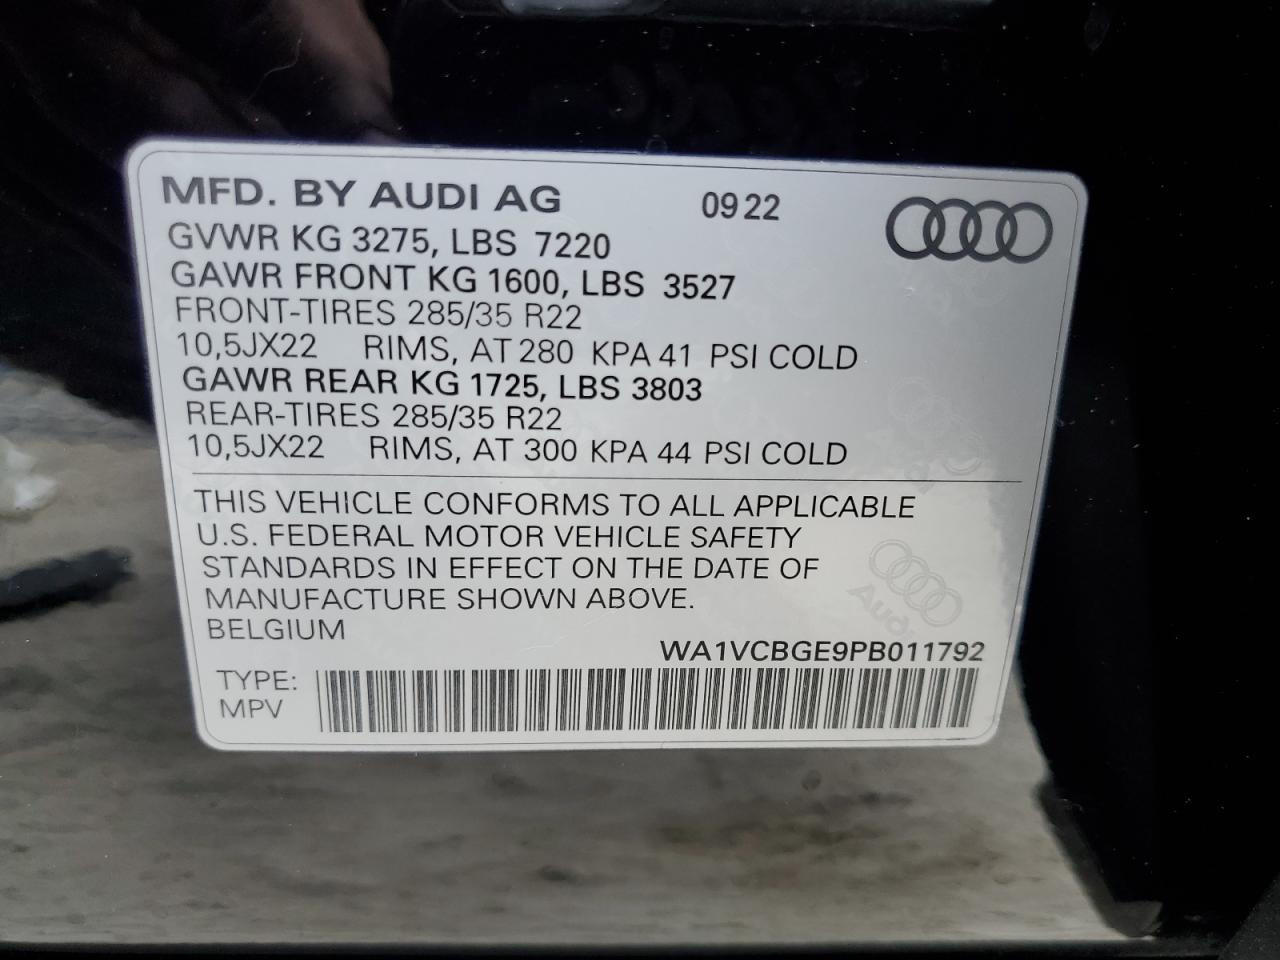 MFD. BY AUDI AG 0922
GVWR KG 3275, LBS 7220
GAWR FRONT KG 1600, LBS 3527
FRONT-TIRES 285/35 R22
10,5JX22 RIMS, AT 280 KPA 41 PSI COLD
GAWR REAR KG 1725, LBS 3803
REAR-TIRES 285/35 R22
10,5JX22 RIMS, AT 300 KPA 44 PSI COLD
THIS VEHICLE CONFORMS TO ALL APPLICABLE
U.S. FEDERAL MOTOR VEHICLE SAFETY
STANDARDS IN EFFECT ON THE DATE OF
MANUFACTURE SHOWN ABOVE.
BELGIUM
WA1VCBGE9PB011792
TYPE:
MPV
Audi
Audi